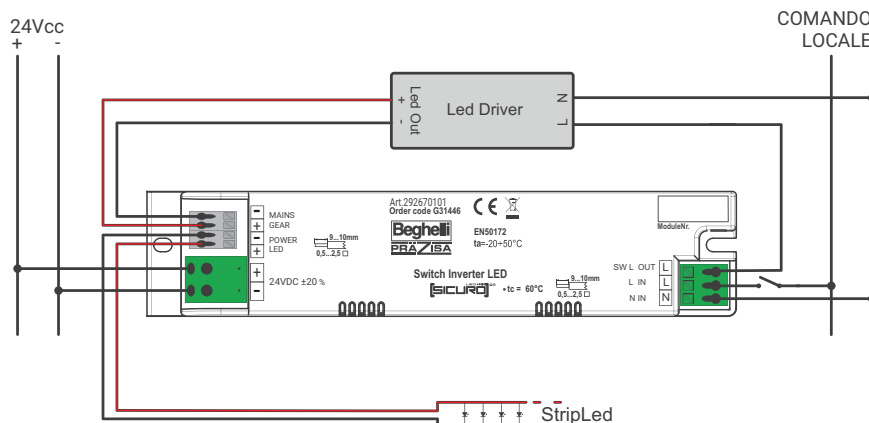 24Vcc
+ -
COMANDO
LOCALE
+ Led Out -
Led Driver
N
L
- MAINS
+ GEAR
- POWER
+ LED
9...10mm
0,5...2,5
+
24VDC ±20 %
-
Art.292670101
Order code G31446
CE
Beghelli
PRÄZISA
EN50172
ta=-20+50°C
Switch Inverter LED
SICURO
• tc = 60°C
9...10mm
0,5...2,5
ModuleNr.
SW L OUT L
L IN L
N IN N
StripLed